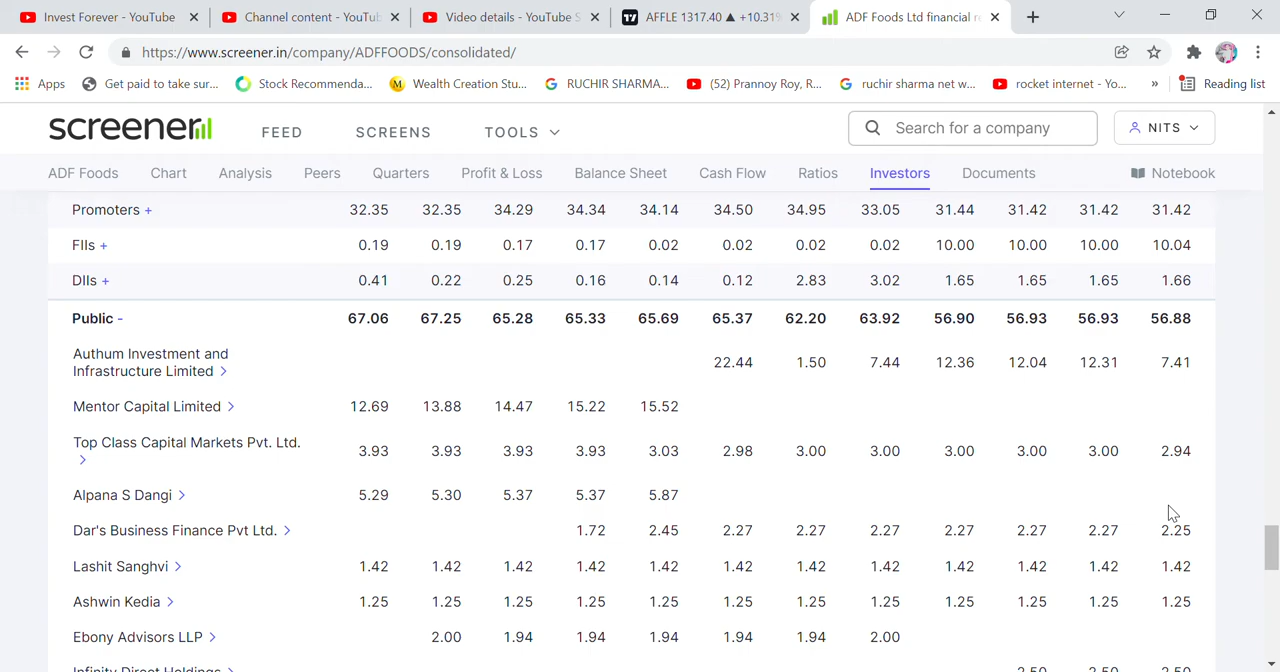 Invest Forever - YouTube
Channel content - YouTub
Video details - YouTube S
AFFLE 1317.40 ▲ +10.31%
ADF Foods Ltd financial re
https://www.screener.in/company/ADFFOODS/consolidated/
Apps Get paid to take sur... Stock Recommenda... M Wealth Creation Stu... RUCHIR SHARMA... (52) Prannoy Roy, R... ruchir sharma net w... rocket internet - Yo... » Reading list
screener FEED SCREENS TOOLS Search for a company NITS
ADF Foods Chart Analysis Peers Quarters Profit & Loss Balance Sheet Cash Flow Ratios Investors Documents Notebook
Promoters + 32.35 32.35 34.29 34.34 34.14 34.50 34.95 33.05 31.44 31.42 31.42 31.42
FIIs + 0.19 0.19 0.17 0.17 0.02 0.02 0.02 0.02 10.00 10.00 10.00 10.04
DIIs + 0.41 0.22 0.25 0.16 0.14 0.12 2.83 3.02 1.65 1.65 1.65 1.66
Public - 67.06 67.25 65.28 65.33 65.69 65.37 62.20 63.92 56.90 56.93 56.93 56.88
Authum Investment and
Infrastructure Limited > 22.44 1.50 7.44 12.36 12.04 12.31 7.41
Mentor Capital Limited > 12.69 13.88 14.47 15.22 15.52
Top Class Capital Markets Pvt. Ltd.
> 3.93 3.93 3.93 3.93 3.03 2.98 3.00 3.00 3.00 3.00 3.00 2.94
Alpana S Dangi > 5.29 5.30 5.37 5.37 5.87
Dar's Business Finance Pvt Ltd. > 1.72 2.45 2.27 2.27 2.27 2.27 2.27 2.27 2.25
Lashit Sanghvi > 1.42 1.42 1.42 1.42 1.42 1.42 1.42 1.42 1.42 1.42 1.42 1.42
Ashwin Kedia > 1.25 1.25 1.25 1.25 1.25 1.25 1.25 1.25 1.25 1.25 1.25 1.25
Ebony Advisors LLP > 2.00 1.94 1.94 1.94 1.94 1.94 2.00
Infinity Direct Holdings > 2.50 2.50 2.50